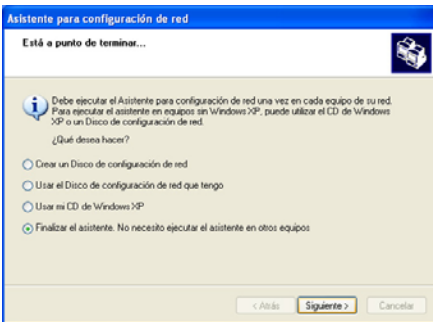 Asistente para configuración de red
Está a punto de terminar...
Debe ejecutar el Asistente para configuración de red una vez en cada equipo de su red.
Para ejecutar el asistente en equipos sin Windows XP, puede utilizar el CD de Windows
XP o un Disco de configuración de red.
¿Qué desea hacer?
Crear un Disco de configuración de red
Usar el Disco de configuración de red que tengo
Usar mi CD de Windows XP
Finalizar el asistente. No necesito ejecutar el asistente en otros equipos
< Atrás
Siguiente >
Cancelar